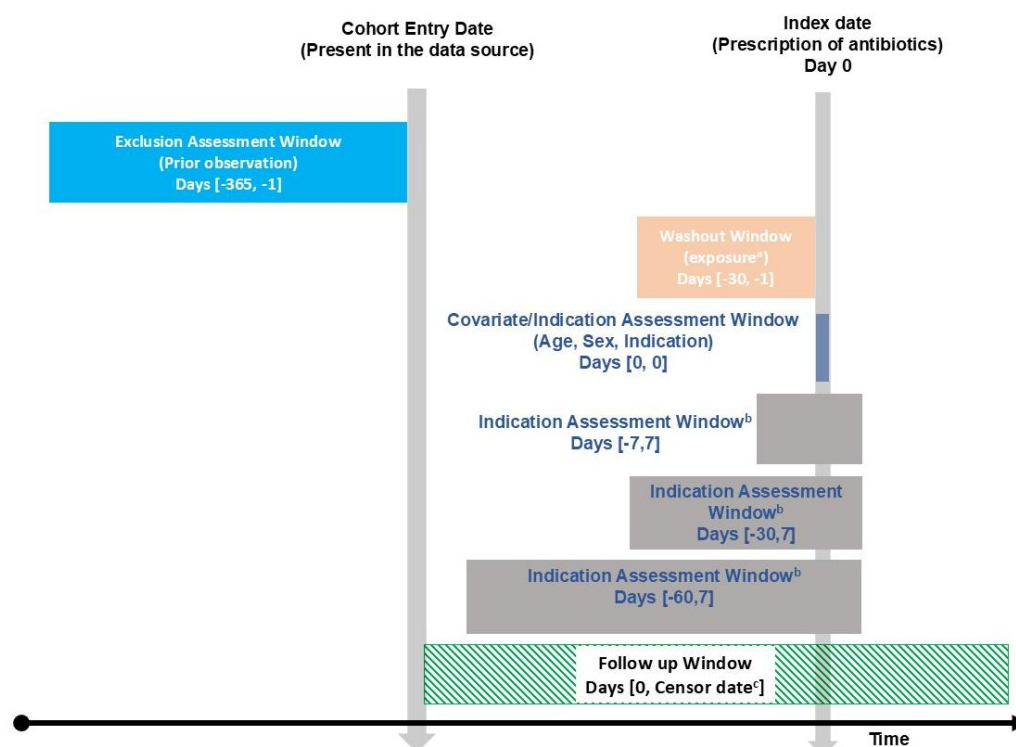 Cohort Entry Date
(Present in the data source)
Index date
(Prescription of antibiotics)
Day 0
Exclusion Assessment Window
(Prior observation)
Days [-365, -1]
Washout Window
(exposureᵃ)
Days [-30, -1]
Covariate/Indication Assessment Window
(Age, Sex, Indication)
Days [0, 0]
Indication Assessment Windowᵇ
Days [-7,7]
Indication Assessment
Windowᵇ
Days [-30,7]
Indication Assessment Windowᵇ
Days [-60,7]
Follow up Window
Days [0, Censor dateᶜ]
Time